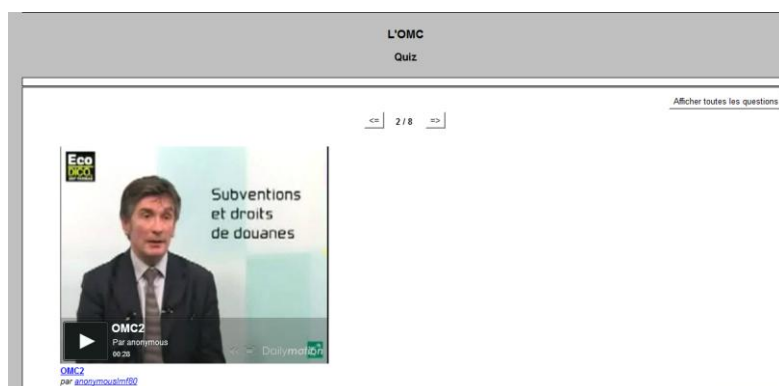 L'OMC
Quiz
Afficher toutes les questions
<= 2 / 8 =>
Eco
DICO
Subventions
et droits
de douanes
OMC2
Par anonymous
00:28
Dailymotion
OMC2
par anonymouslmf80